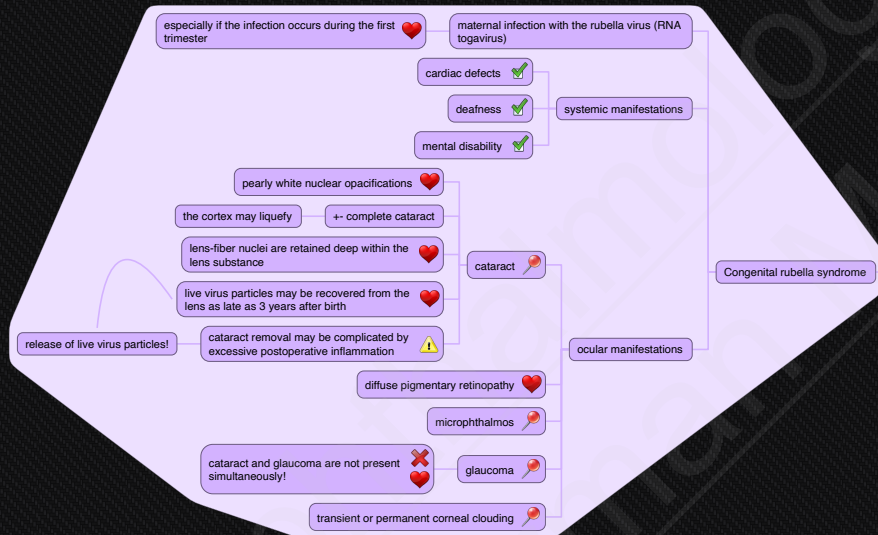 especially if the infection occurs during the first
trimester
maternal infection with the rubella virus (RNA
togavirus)
cardiac defects
deafness
systemic manifestations
mental disability
pearly white nuclear opacifications
the cortex may liquefy
+- complete cataract
lens-fiber nuclei are retained deep within the
lens substance
cataract
Congenital rubella syndrome
live virus particles may be recovered from the
lens as late as 3 years after birth
release of live virus particles!
cataract removal may be complicated by
excessive postoperative inflammation
ocular manifestations
diffuse pigmentary retinopathy
microphthalmos
cataract and glaucoma are not present
simultaneously!
glaucoma
transient or permanent corneal clouding